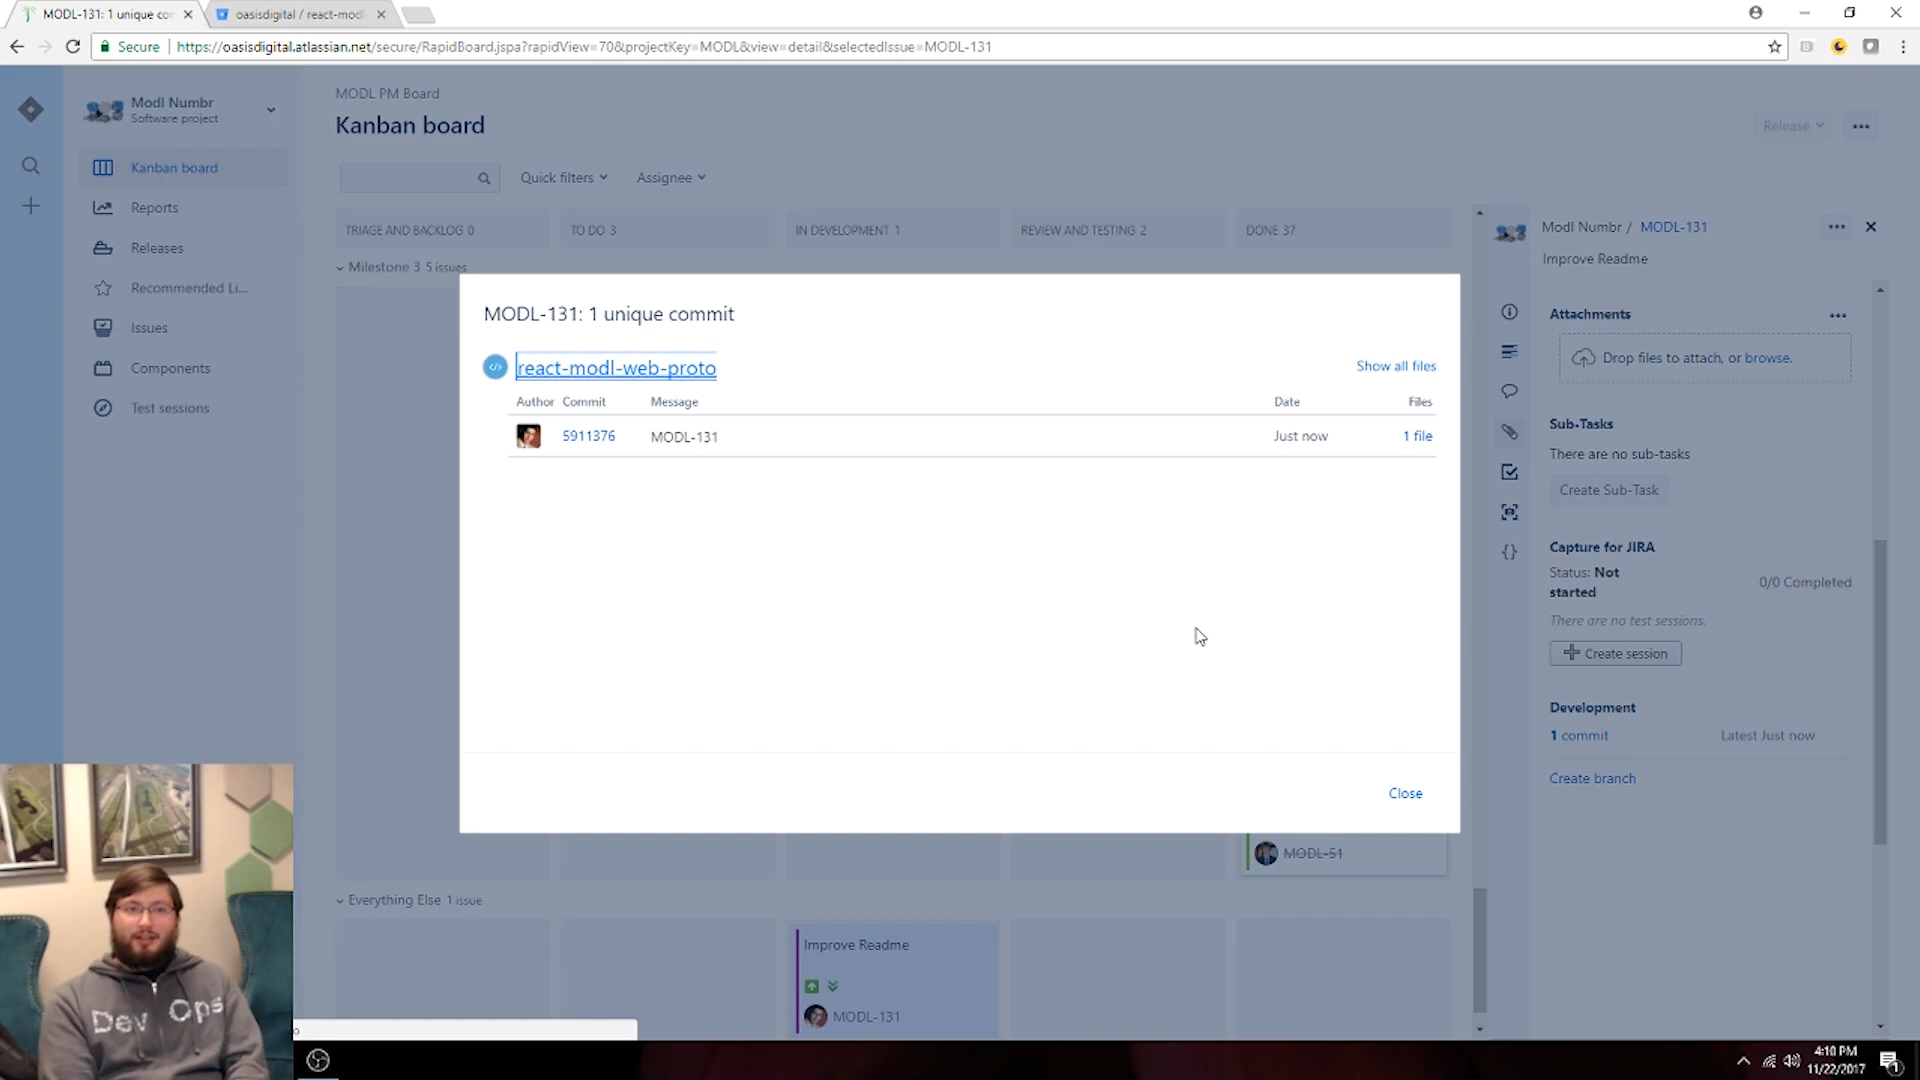 MODL-131: 1 unique con
oasisdigital / react-modl
Secure
https://oasisdigital.atlassian.net/secure/RapidBoard.jspa?rapidView=70&projectKey=MODL&view=detail&selectedIssue=MODL-131
Modl Numbr
Software project
Kanban board
Reports
Releases
Recommended Li...
Issues
Components
Test sessions
MODL PM Board
Kanban board
Release
Quick filters
Assignee
TRIAGE AND BACKLOG 0
TO DO 3
IN DEVELOPMENT 1
REVIEW AND TESTING 2
DONE 37
Milestone 3 5 issues
MODL-131: 1 unique commit
react-modl-web-proto
Show all files
Author Commit Message Date Files
5911376 MODL-131 Just now 1 file
Close
MODL-51
Everything Else 1 issue
Improve Readme
MODL-131
Modl Numbr / MODL-131
Improve Readme
Attachments
Drop files to attach, or browse.
Sub-Tasks
There are no sub-tasks
Create Sub-Task
Capture for JIRA
Status: Not started
0/0 Completed
There are no test sessions.
Create session
Development
1 commit
Latest Just now
Create branch
Dev Ops
o
4:10 PM
11/22/2017
1